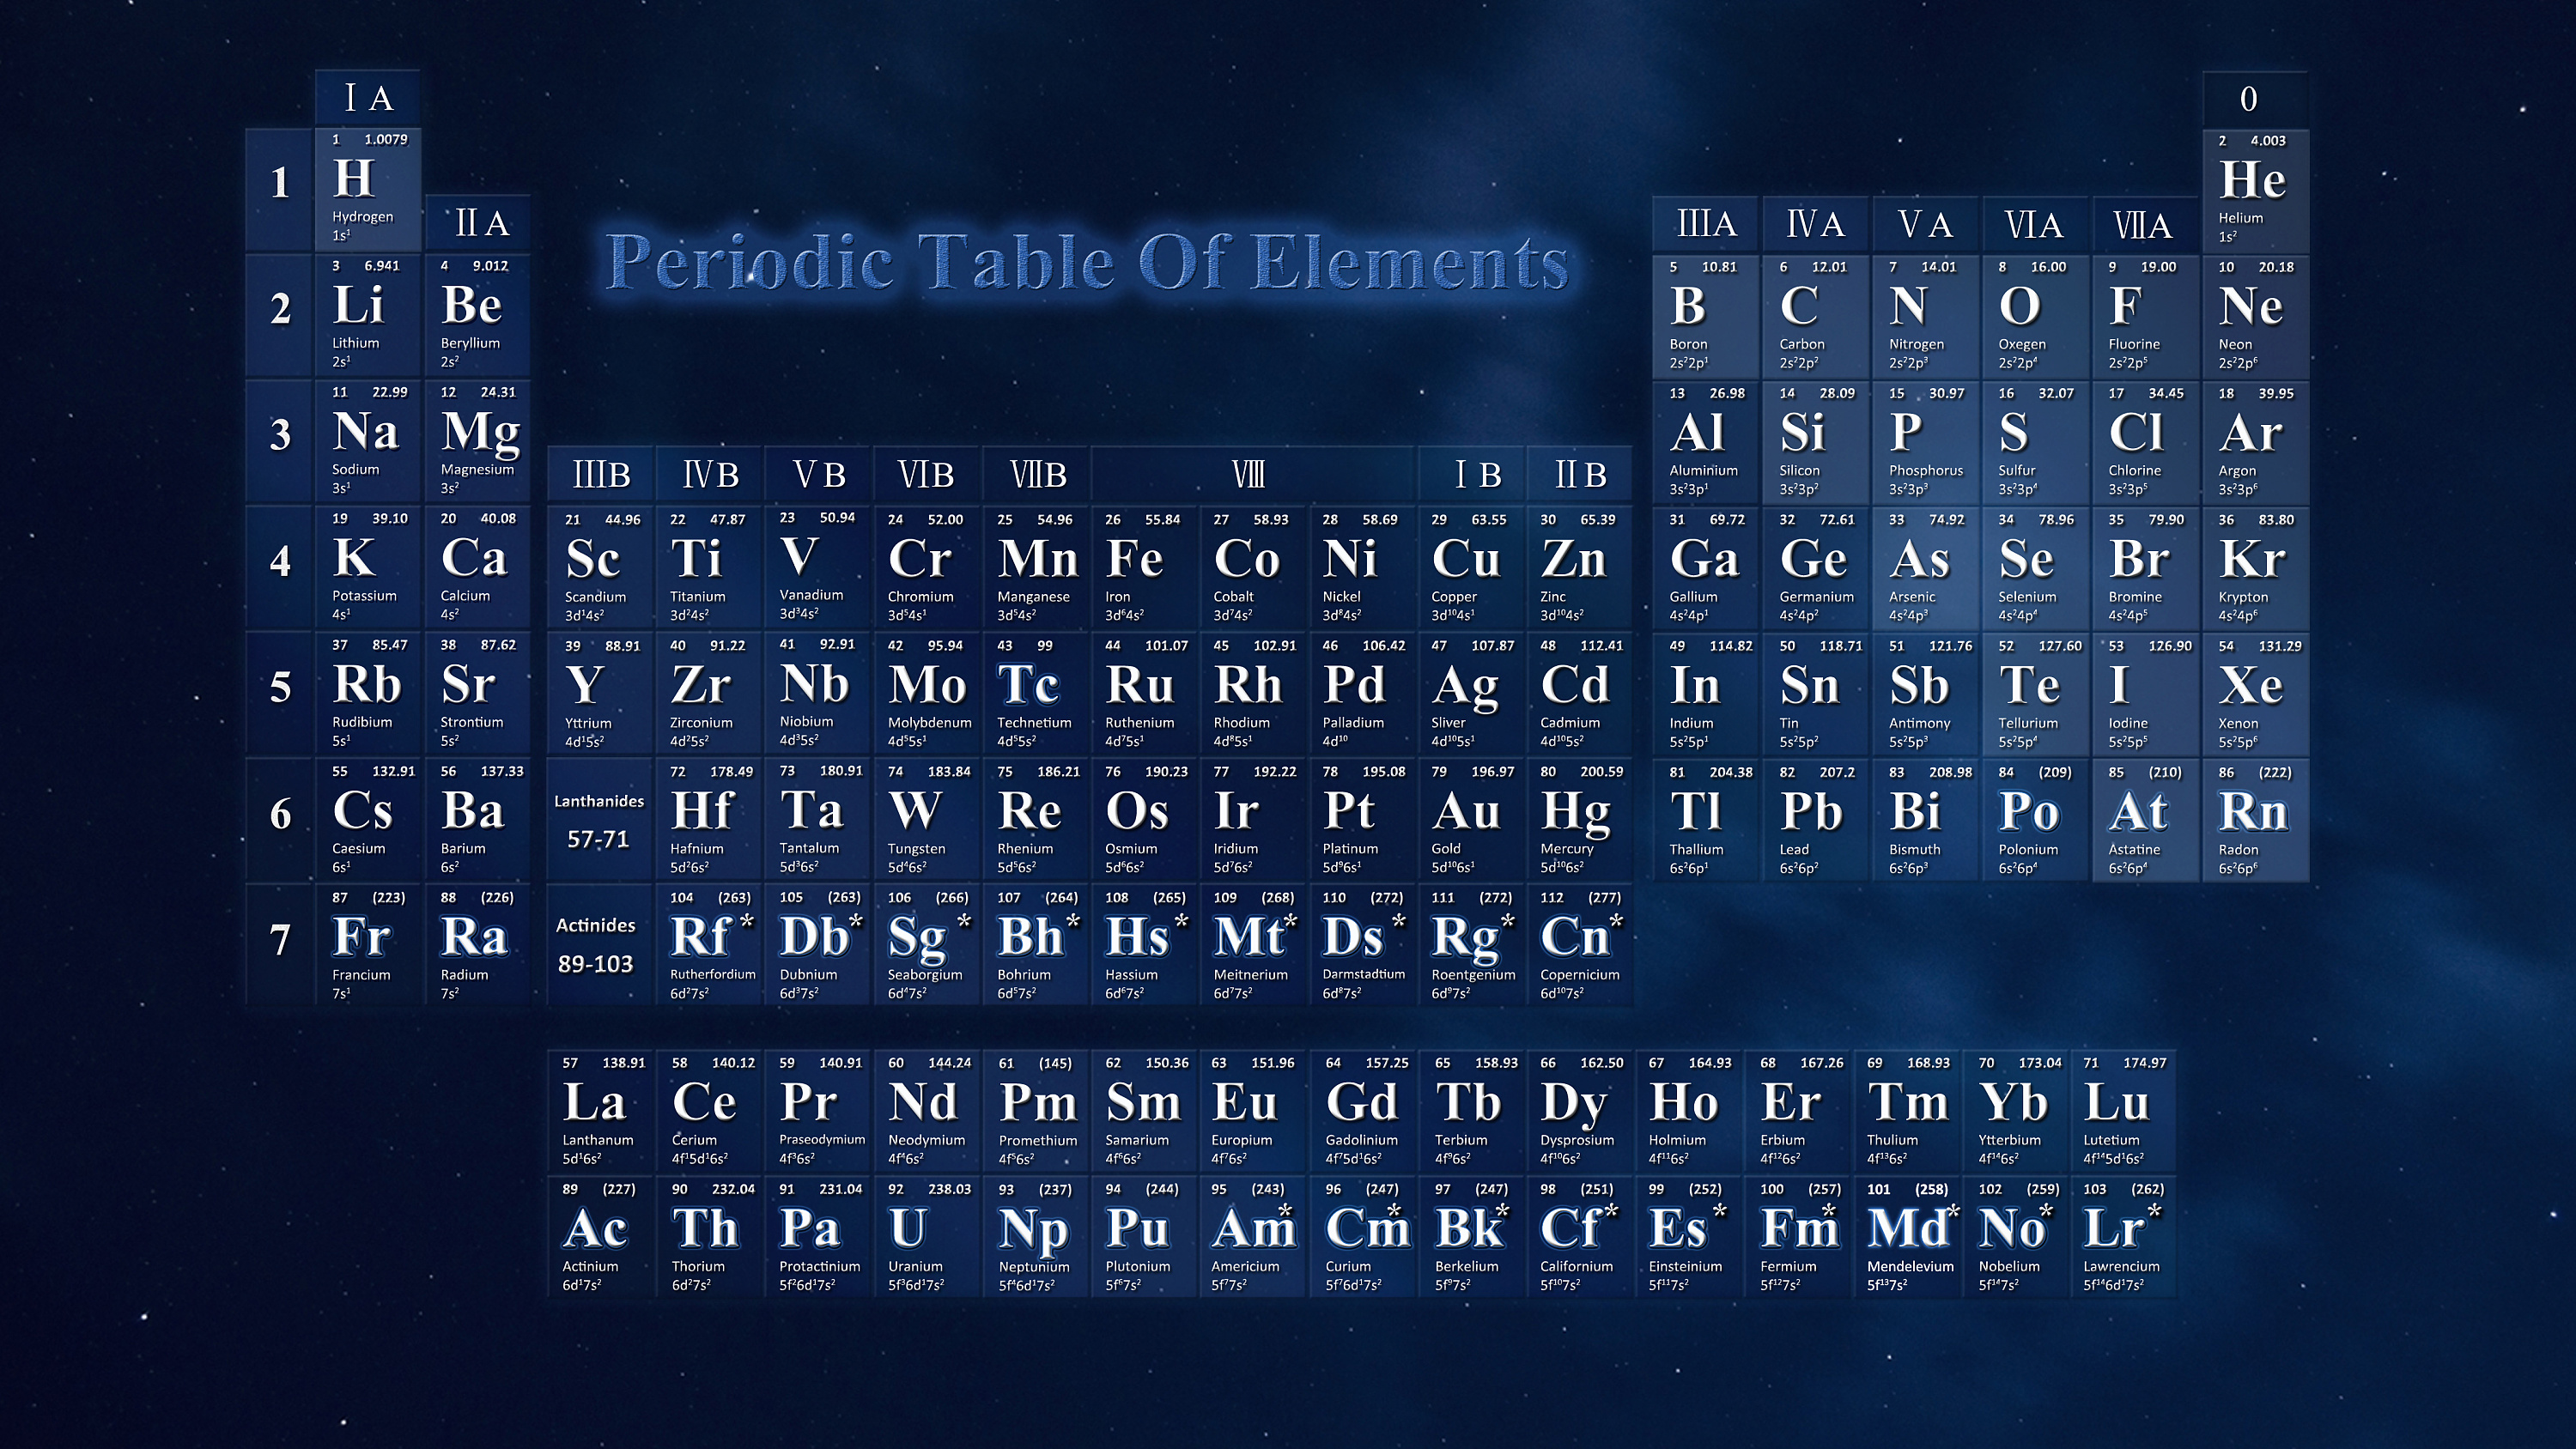 Ⅰ A
0
1
1 1.0079
H
Hydrogen
1s¹
2 4.003
He
Helium
1s²
Ⅱ A
Periodic Table Of Elements
ⅢA ⅣA Ⅴ A ⅥA ⅦA
2
3 6.941 4 9.012 5 10.81 6 12.01 7 14.01 8 16.00 9 19.00 10 20.18
Li Be B C N O F Ne
Lithium Beryllium Boron Carbon Nitrogen Oxegen Fluorine Neon
2s¹ 2s² 2s²2p¹ 2s²2p² 2s²2p³ 2s²2p⁴ 2s²2p⁵ 2s²2p⁶
3
11 22.99 12 24.31 13 26.98 14 28.09 15 30.97 16 32.07 17 34.45 18 39.95
Na Mg Al Si P S Cl Ar
Sodium Magnesium Aluminium Silicon Phosphorus Sulfur Chlorine Argon
3s¹ 3s² 3s²3p¹ 3s²3p² 3s²3p³ 3s²3p⁴ 3s²3p⁵ 3s²3p⁶
ⅢB ⅣB Ⅴ B ⅥB ⅦB Ⅷ Ⅰ B Ⅱ B
4
19 39.10 20 40.08 21 44.96 22 47.87 23 50.94 24 52.00 25 54.96 26 55.84 27 58.93 28 58.69 29 63.55 30 65.39 31 69.72 32 72.61 33 74.92 34 78.96 35 79.90 36 83.80
K Ca Sc Ti V Cr Mn Fe Co Ni Cu Zn Ga Ge As Se Br Kr
Potassium Calcium Scandium Titanium Vanadium Chromium Manganese Iron Cobalt Nickel Copper Zinc Gallium Germanium Arsenic Selenium Bromine Krypton
4s¹ 4s² 3d¹4s² 3d²4s² 3d³4s² 3d⁵4s¹ 3d⁵4s² 3d⁶4s² 3d⁷4s² 3d⁸4s² 3d¹⁰4s¹ 3d¹⁰4s² 4s²4p¹ 4s²4p² 4s²4p³ 4s²4p⁴ 4s²4p⁵ 4s²4p⁶
5
37 85.47 38 87.62 39 88.91 40 91.22 41 92.91 42 95.94 43 99 44 101.07 45 102.91 46 106.42 47 107.87 48 112.41 49 114.82 50 118.71 51 121.76 52 127.60 53 126.90 54 131.29
Rb Sr Y Zr Nb Mo Tc Ru Rh Pd Ag Cd In Sn Sb Te I Xe
Rudibium Strontium Yttrium Zirconium Niobium Molybdenum Technetium Ruthenium Rhodium Palladium Sliver Cadmium Indium Tin Antimony Tellurium Iodine Xenon
5s¹ 5s² 4d¹5s² 4d²5s² 4d³5s² 4d⁵5s¹ 4d⁵5s² 4d⁷5s¹ 4d⁸5s¹ 4d¹⁰ 4d¹⁰5s¹ 4d¹⁰5s² 5s²5p¹ 5s²5p² 5s²5p³ 5s²5p⁴ 5s²5p⁵ 5s²5p⁶
6
55 132.91 56 137.33 Lanthanides 57-71 72 178.49 73 180.91 74 183.84 75 186.21 76 190.23 77 192.22 78 195.08 79 196.97 80 200.59 81 204.38 82 207.2 83 208.98 84 (209) 85 (210) 86 (222)
Cs Ba Hf Ta W Re Os Ir Pt Au Hg Tl Pb Bi Po At Rn
Caesium Barium Hafnium Tantalum Tungsten Rhenium Osmium Iridium Platinum Gold Mercury Thallium Lead Bismuth Polonium Astatine Radon
6s¹ 6s² 5d²6s² 5d³6s² 5d⁴6s² 5d⁵6s² 5d⁶6s² 5d⁷6s² 5d⁹6s¹ 5d¹⁰6s¹ 5d¹⁰6s² 6s²6p¹ 6s²6p² 6s²6p³ 6s²6p⁴ 6s²6p⁴ 6s²6p⁶
7
87 (223) 88 (226) Actinides 89-103 104 (263) 105 (263) 106 (266) 107 (264) 108 (265) 109 (268) 110 (272) 111 (272) 112 (277)
Fr Ra Rf* Db* Sg* Bh* Hs* Mt* Ds* Rg* Cn*
Francium Radium Rutherfordium Dubnium Seaborgium Bohrium Hassium Meitnerium Darmstadtium Roentgenium Copernicium
7s¹ 7s² 6d²7s² 6d³7s² 6d⁴7s² 6d⁵7s² 6d⁶7s² 6d⁷7s² 6d⁸7s² 6d⁹7s² 6d¹⁰7s²
57 138.91 58 140.12 59 140.91 60 144.24 61 (145) 62 150.36 63 151.96 64 157.25 65 158.93 66 162.50 67 164.93 68 167.26 69 168.93 70 173.04 71 174.97
La Ce Pr Nd Pm Sm Eu Gd Tb Dy Ho Er Tm Yb Lu
Lanthanum Cerium Praseodymium Neodymium Promethium Samarium Europium Gadolinium Terbium Dysprosium Holmium Erbium Thulium Ytterbium Lutetium
5d¹6s² 4f¹5d¹6s² 4f³6s² 4f⁴6s² 4f⁵6s² 4f⁶6s² 4f⁷6s² 4f⁷5d¹6s² 4f⁹6s² 4f¹⁰6s² 4f¹¹6s² 4f¹²6s² 4f¹³6s² 4f¹⁴6s² 4f¹⁴5d¹6s²
89 (227) 90 232.04 91 231.04 92 238.03 93 (237) 94 (244) 95 (243) 96 (247) 97 (247) 98 (251) 99 (252) 100 (257) 101 (258) 102 (259) 103 (262)
Ac Th Pa U Np Pu Am* Cm* Bk* Cf* Es* Fm* Md* No* Lr*
Actinium Thorium Protactinium Uranium Neptunium Plutonium Americium Curium Berkelium Californium Einsteinium Fermium Mendelevium Nobelium Lawrencium
6d¹7s² 6d²7s² 5f²6d¹7s² 5f³6d¹7s² 5f⁴6d¹7s² 5f⁶7s² 5f⁷7s² 5f⁷6d¹7s² 5f⁹7s² 5f¹⁰7s² 5f¹¹7s² 5f¹²7s² 5f¹³7s² 5f¹⁴7s² 5f¹⁴6d¹7s²